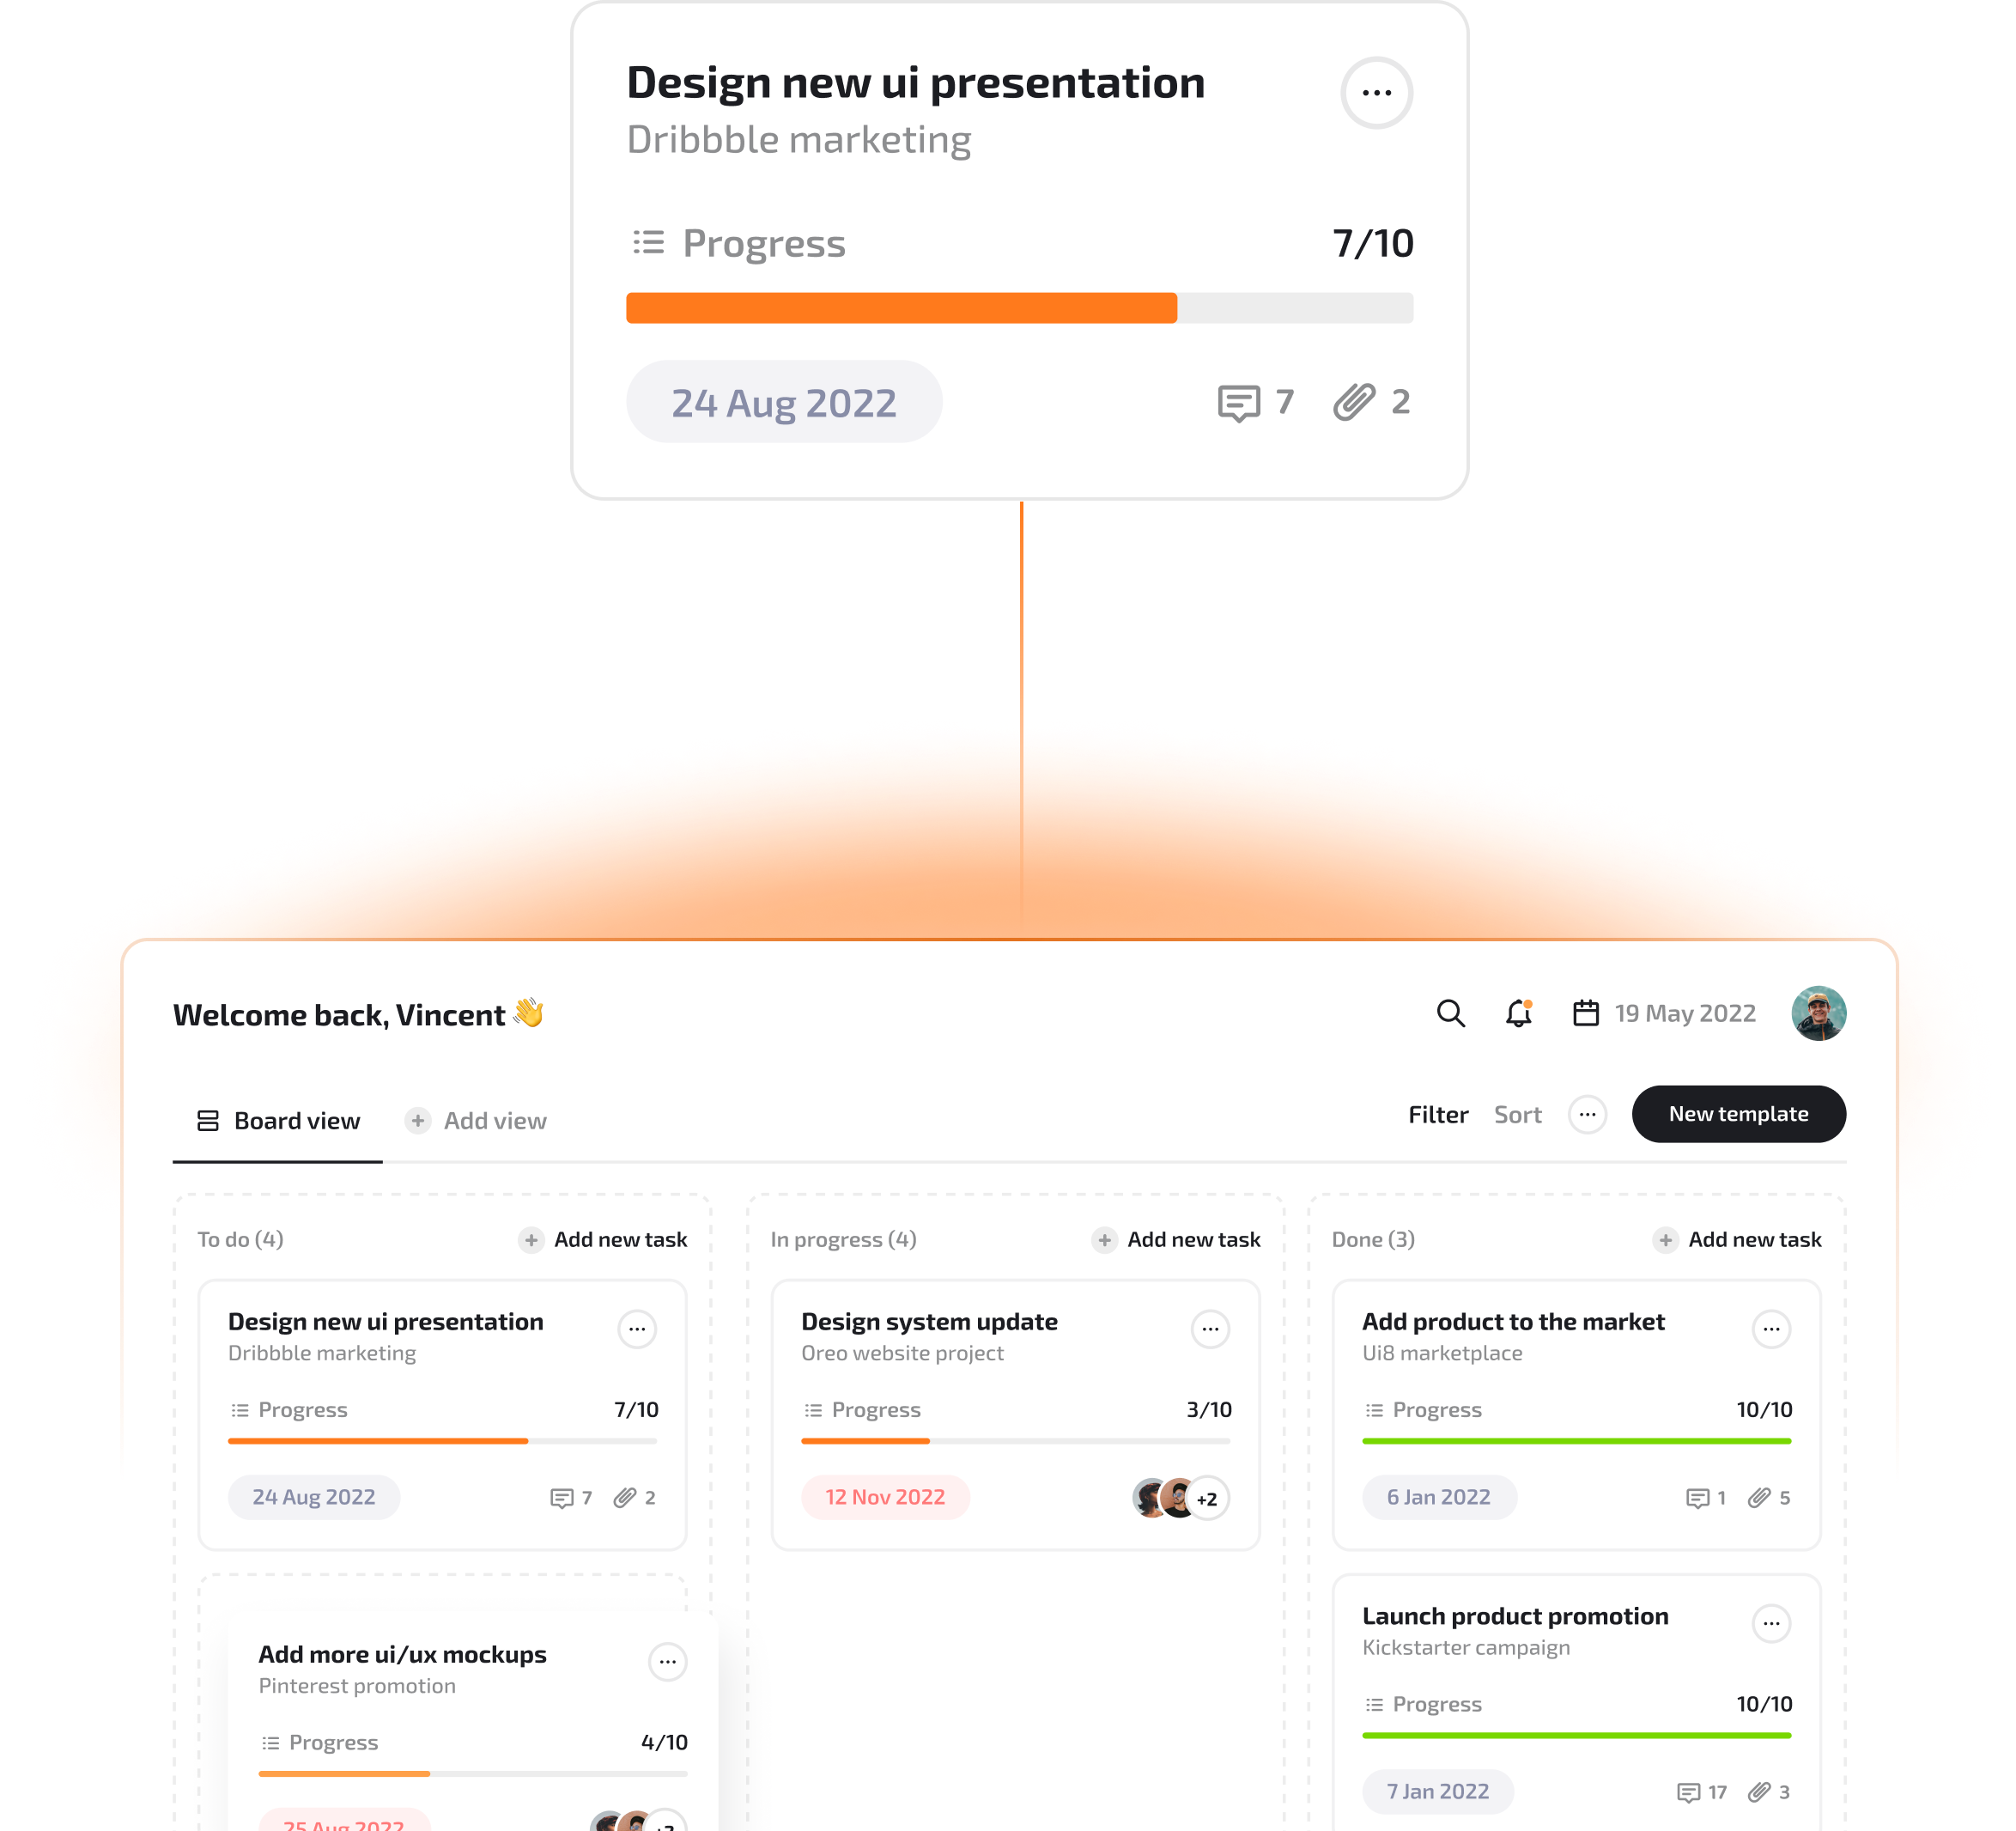 Design new ui presentation
Dribbble marketing
Progress 7/10
24 Aug 2022 7 2
Welcome back, Vincent 👋
19 May 2022
Board view Add view
Filter Sort New template
To do (4) Add new task
Design new ui presentation
Dribbble marketing
Progress 7/10
24 Aug 2022 7 2
Add more ui/ux mockups
Pinterest promotion
Progress 4/10
25 Aug 2022
In progress (4) Add new task
Design system update
Oreo website project
Progress 3/10
12 Nov 2022 +2
Done (3) Add new task
Add product to the market
Ui8 marketplace
Progress 10/10
6 Jan 2022 1 5
Launch product promotion
Kickstarter campaign
Progress 10/10
7 Jan 2022 17 3